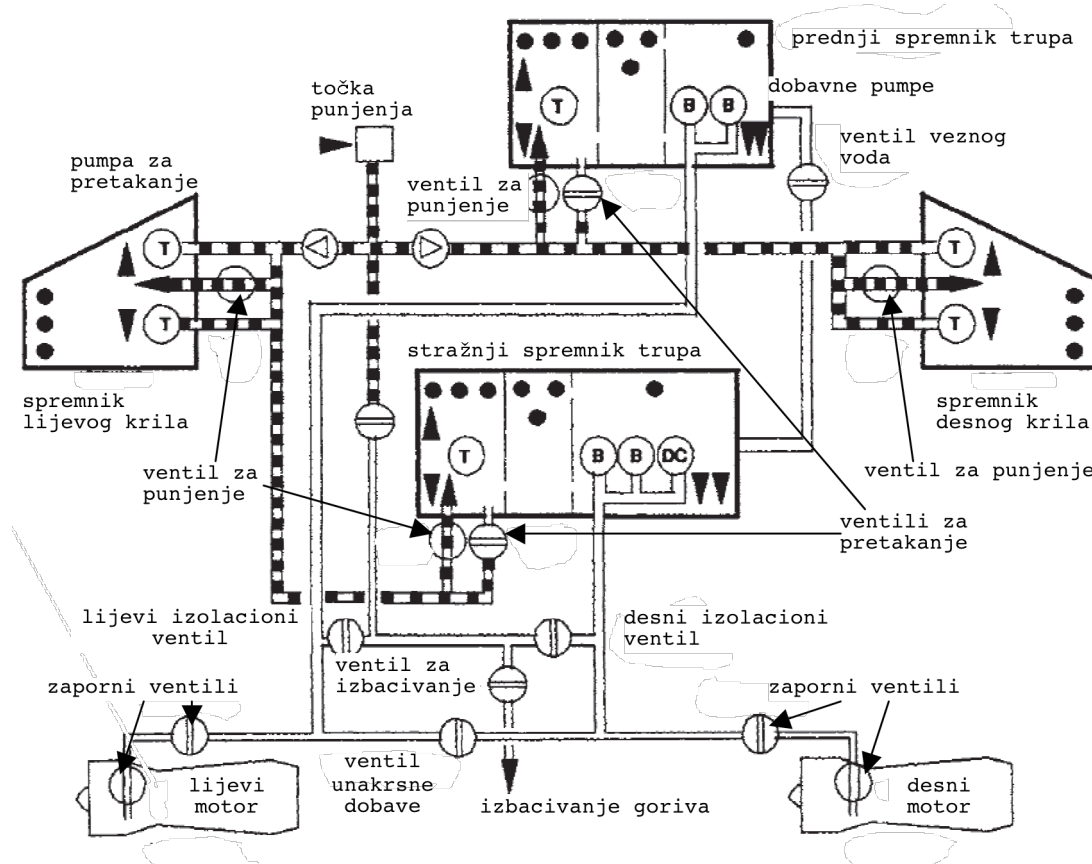 prednji spremnik trupa
T
B
B
dobavne pumpe
točka
punjenja
ventil veznog
voda
pumpa za
pretakanje
ventil za
punjenje
T
T
T
T
stražnji spremnik trupa
T
B
B
DC
spremnik
lijevog krila
spremnik
desnog krila
ventil za
punjenje
ventil za punjenje
ventili za
pretakanje
lijevi izolacioni
ventil
desni izolacioni
ventil
ventil za
izbacivanje
zaporni ventili
zaporni ventili
ventil
unakrsne
dobave
lijevi
motor
izbacivanje goriva
desni
motor